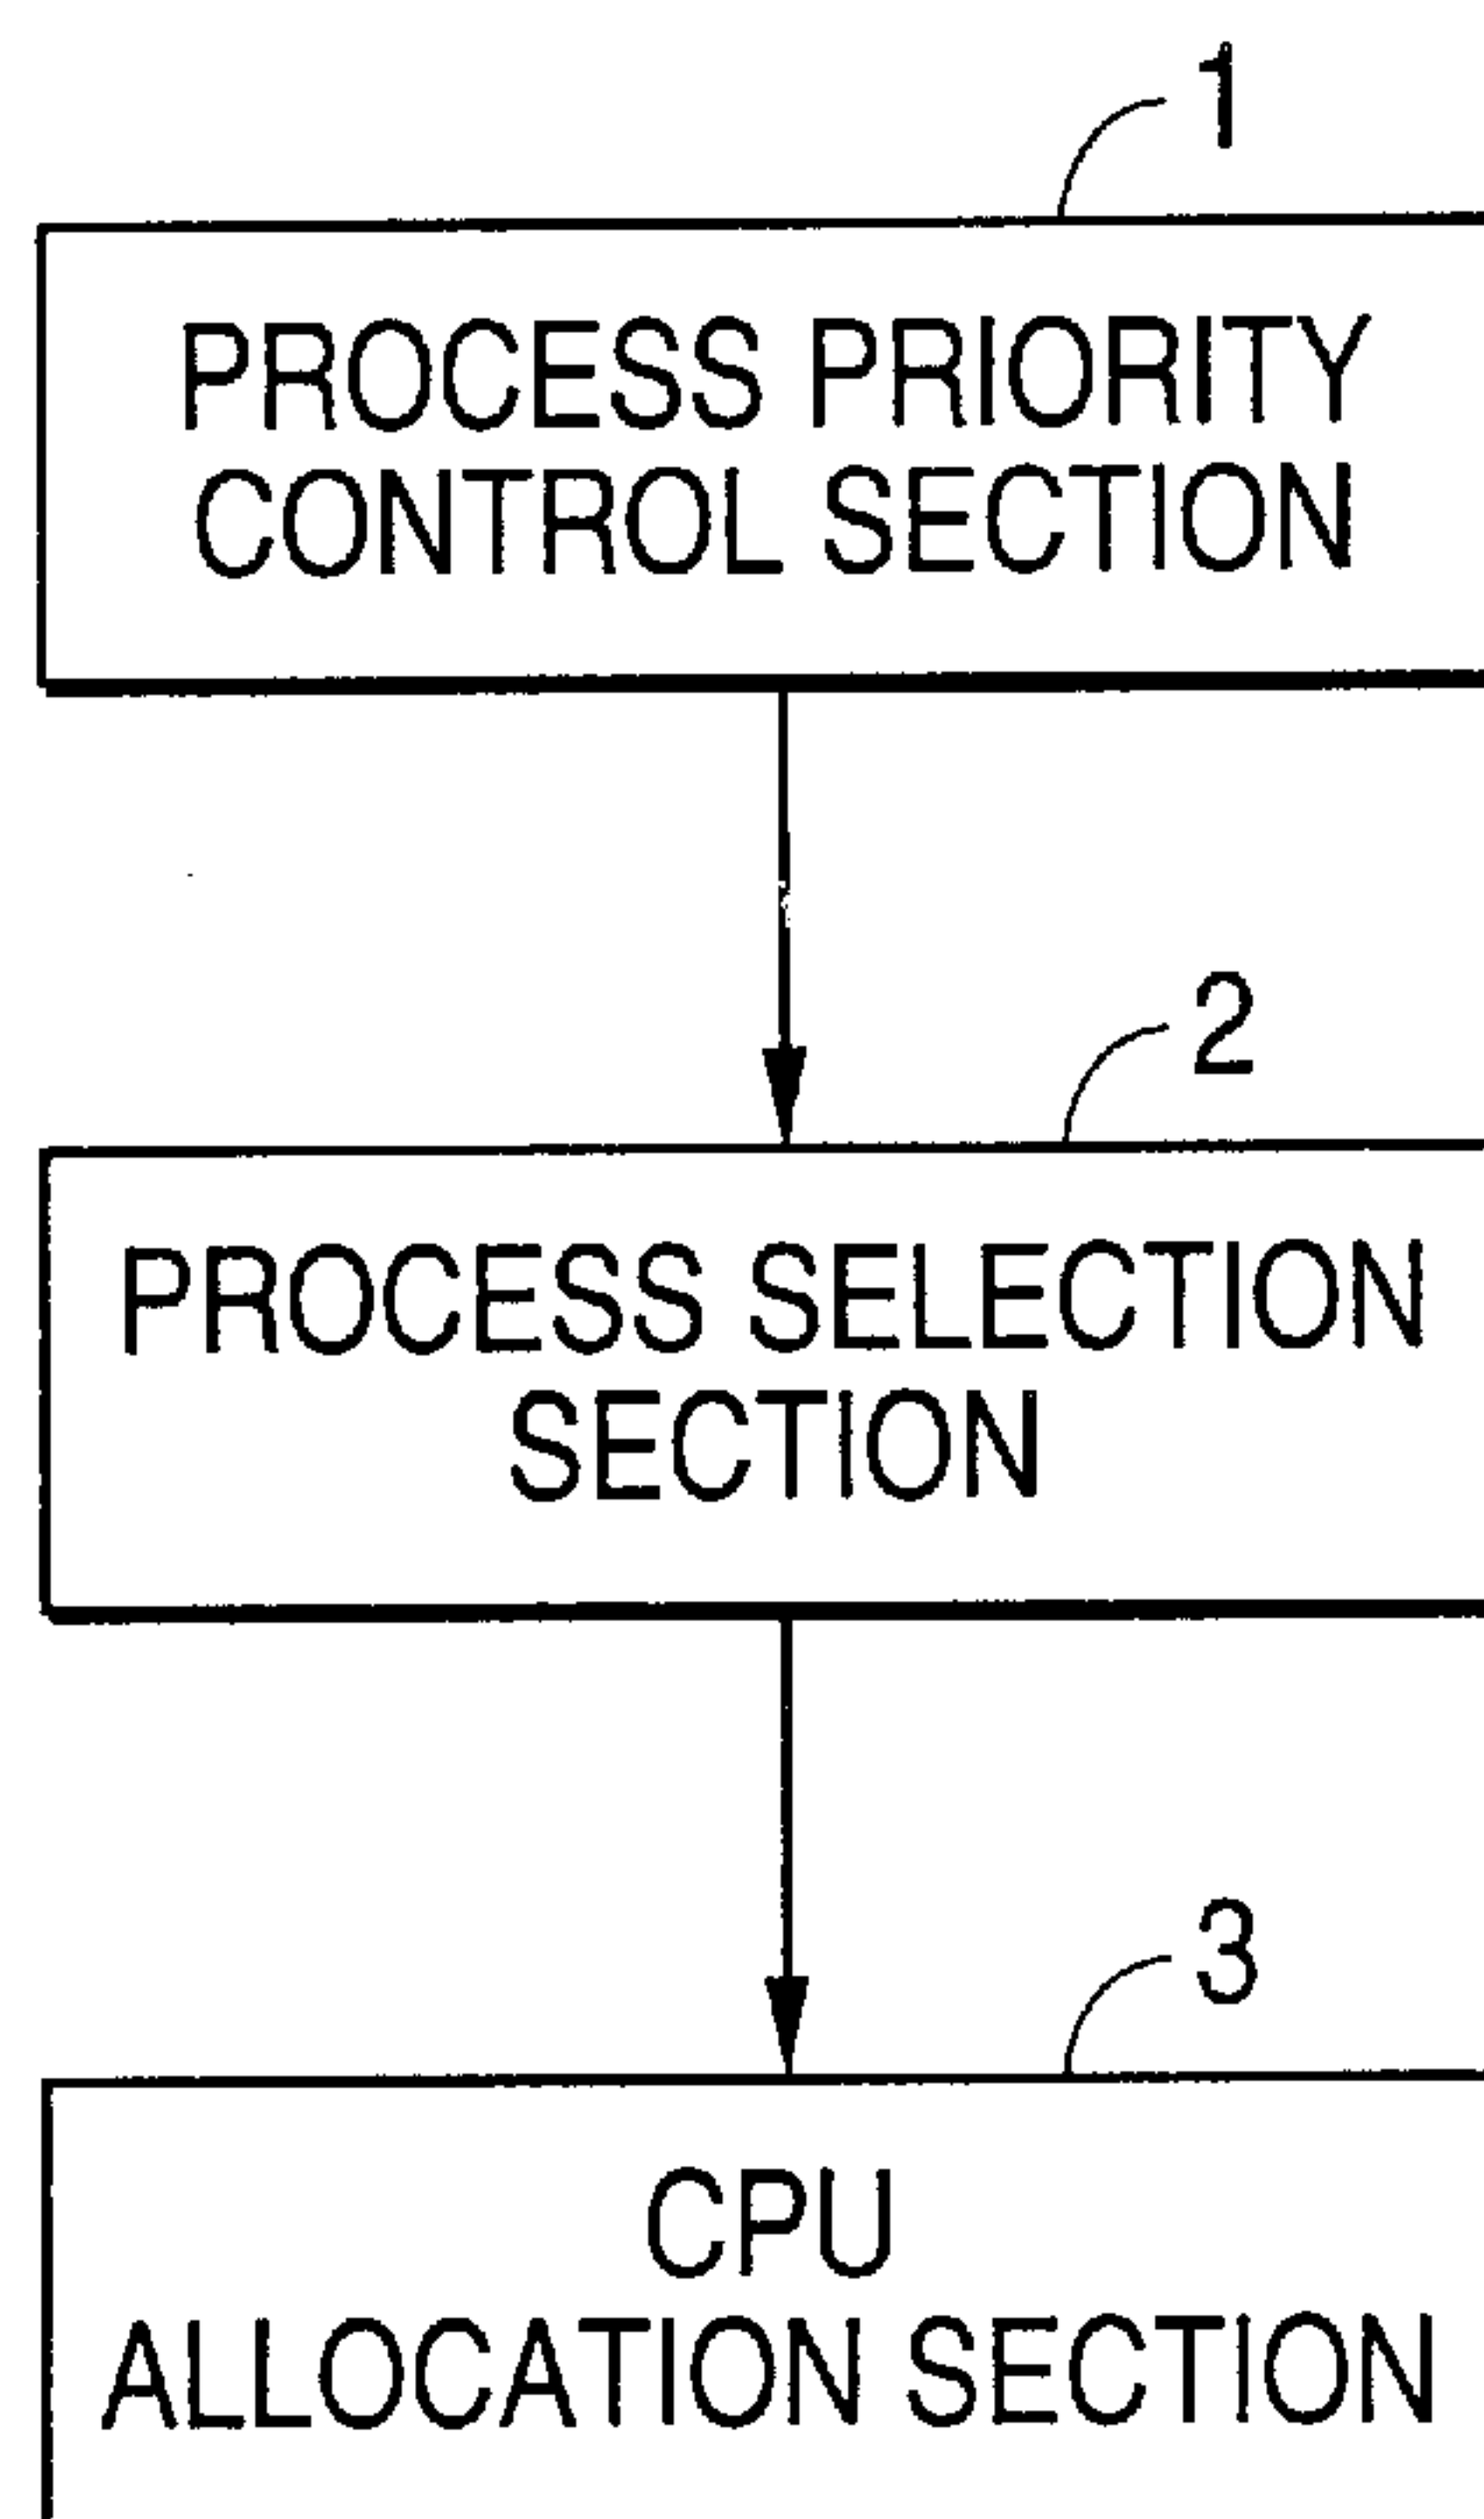 1
PROCESS PRIORITY
CONTROL SECTION
2
PROCESS SELECTION
SECTION
3
CPU
ALLOCATION SECTION